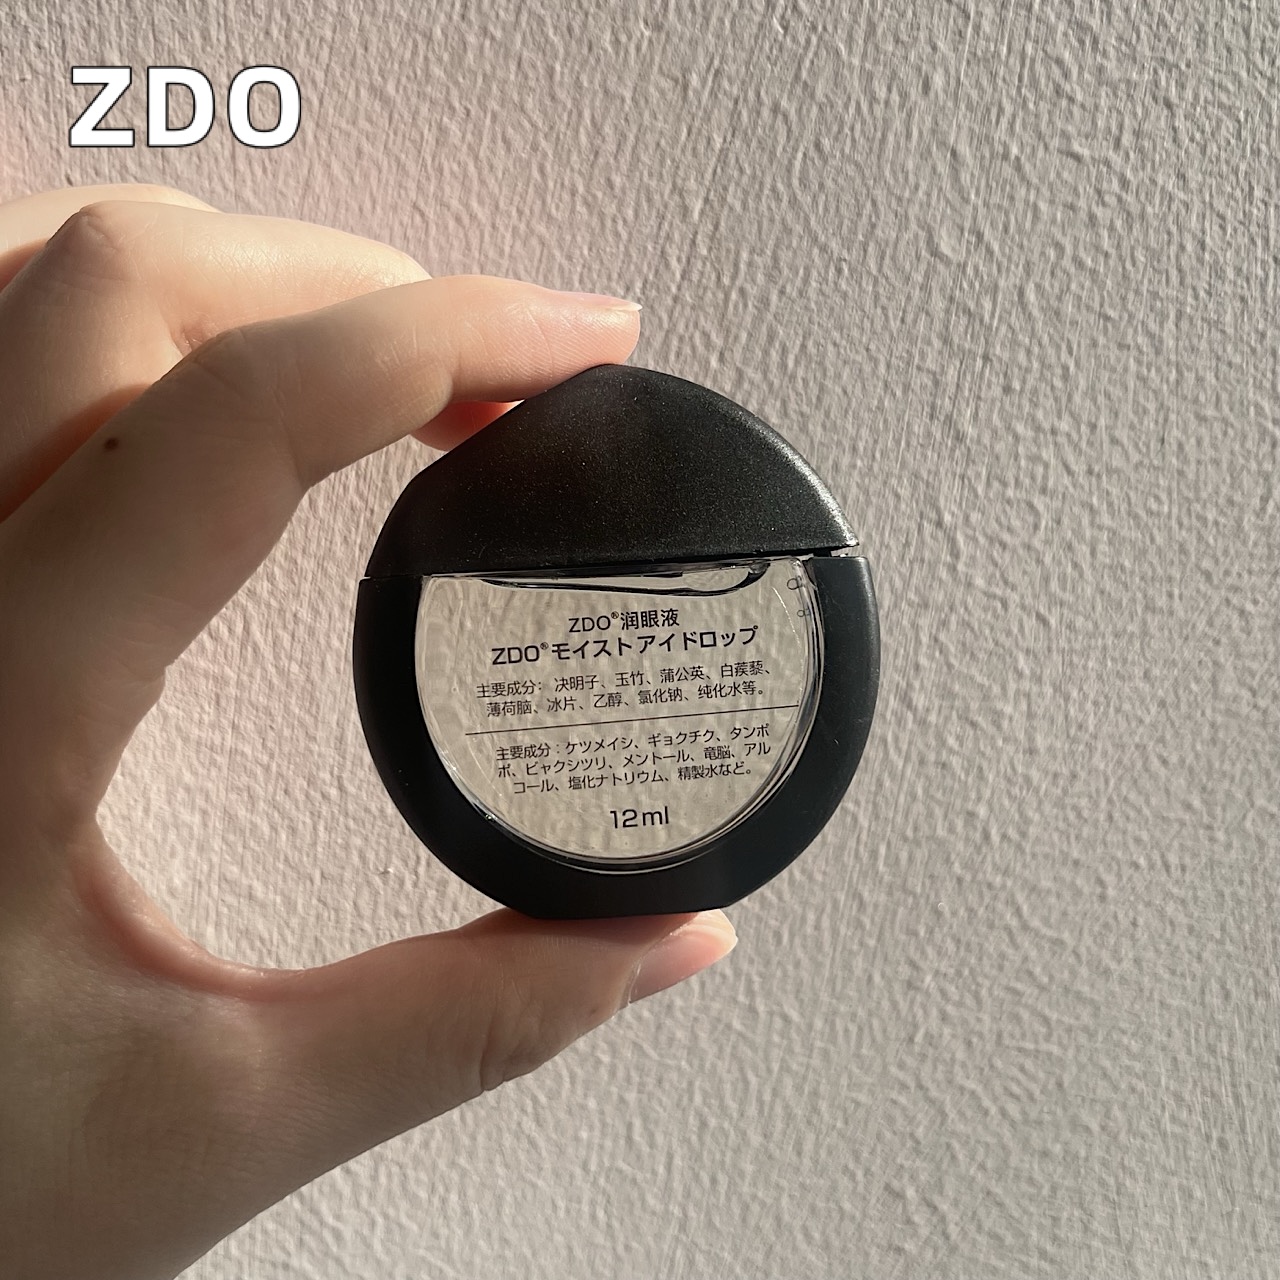 ZDO
ZDO®润眼液
ZDO®モイストアイドロップ
主要成分：决明子、玉竹、蒲公英、白蒺藜、
薄荷脑、冰片、乙醇、氯化钠、纯化水等。
主要成分：ケツメイシ、ギョクチク、タンポ
ポ、ビャクシツリ、メントール、竜脳、アル
コール、塩化ナトリウム、精製水など。
12ml